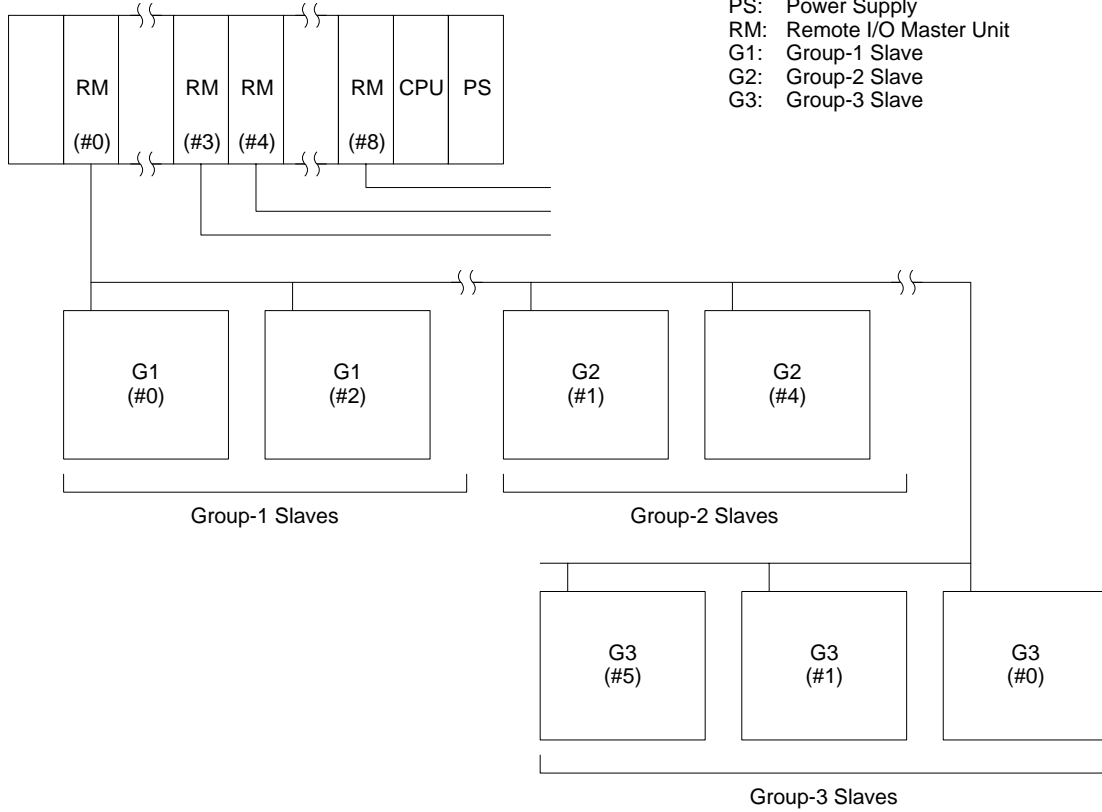 PS: Power Supply
RM: Remote I/O Master Unit
G1: Group-1 Slave
G2: Group-2 Slave
G3: Group-3 Slave
RM RM RM RM CPU PS
(#0) (#3) (#4) (#8)
G1 G1 G2 G2
(#0) (#2) (#1) (#4)
Group-1 Slaves Group-2 Slaves
G3 G3 G3
(#5) (#1) (#0)
Group-3 Slaves